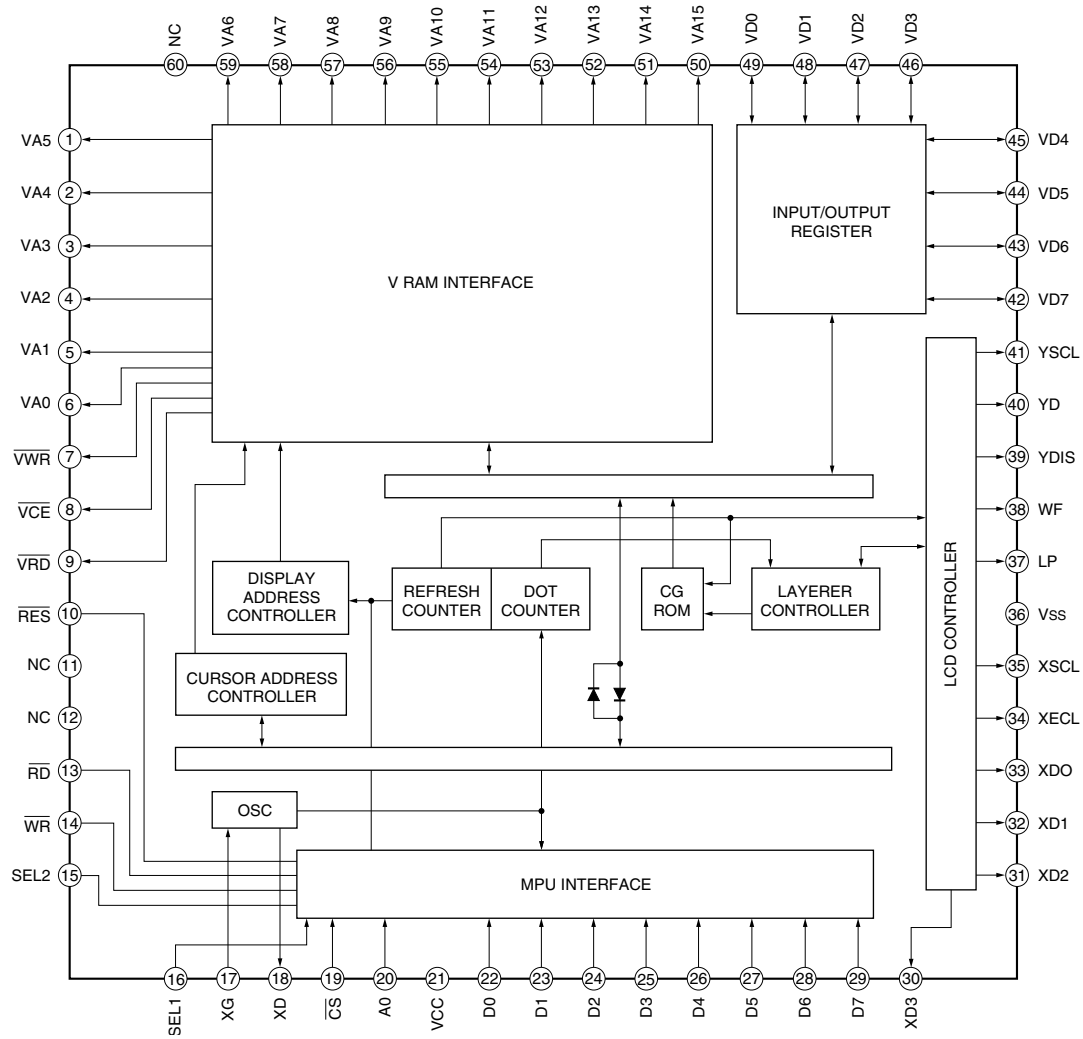 NC
VA6
VA7
VA8
VA9
VA10
VA11
VA12
VA13
VA14
VA15
VD0
VD1
VD2
VD3
60
59
58
57
56
55
54
53
52
51
50
49
48
47
46
VA5 1
VA4 2
VA3 3
VA2 4
VA1 5
VA0 6
VWR 7
VCE 8
VRD 9
RES 10
NC 11
NC 12
RD 13
WR 14
SEL2 15
V RAM INTERFACE
INPUT/OUTPUT
REGISTER
DISPLAY
ADDRESS
CONTROLLER
REFRESH
COUNTER
DOT
COUNTER
CG
ROM
LAYERER
CONTROLLER
CURSOR ADDRESS
CONTROLLER
OSC
MPU INTERFACE
LCD CONTROLLER
45 VD4
44 VD5
43 VD6
42 VD7
41 YSCL
40 YD
39 YDIS
38 WF
37 LP
36 VSS
35 XSCL
34 XECL
33 XDO
32 XD1
31 XD2
16
17
18
19
20
21
22
23
24
25
26
27
28
29
30
SEL1
XG
XD
CS
A0
VCC
D0
D1
D2
D3
D4
D5
D6
D7
XD3